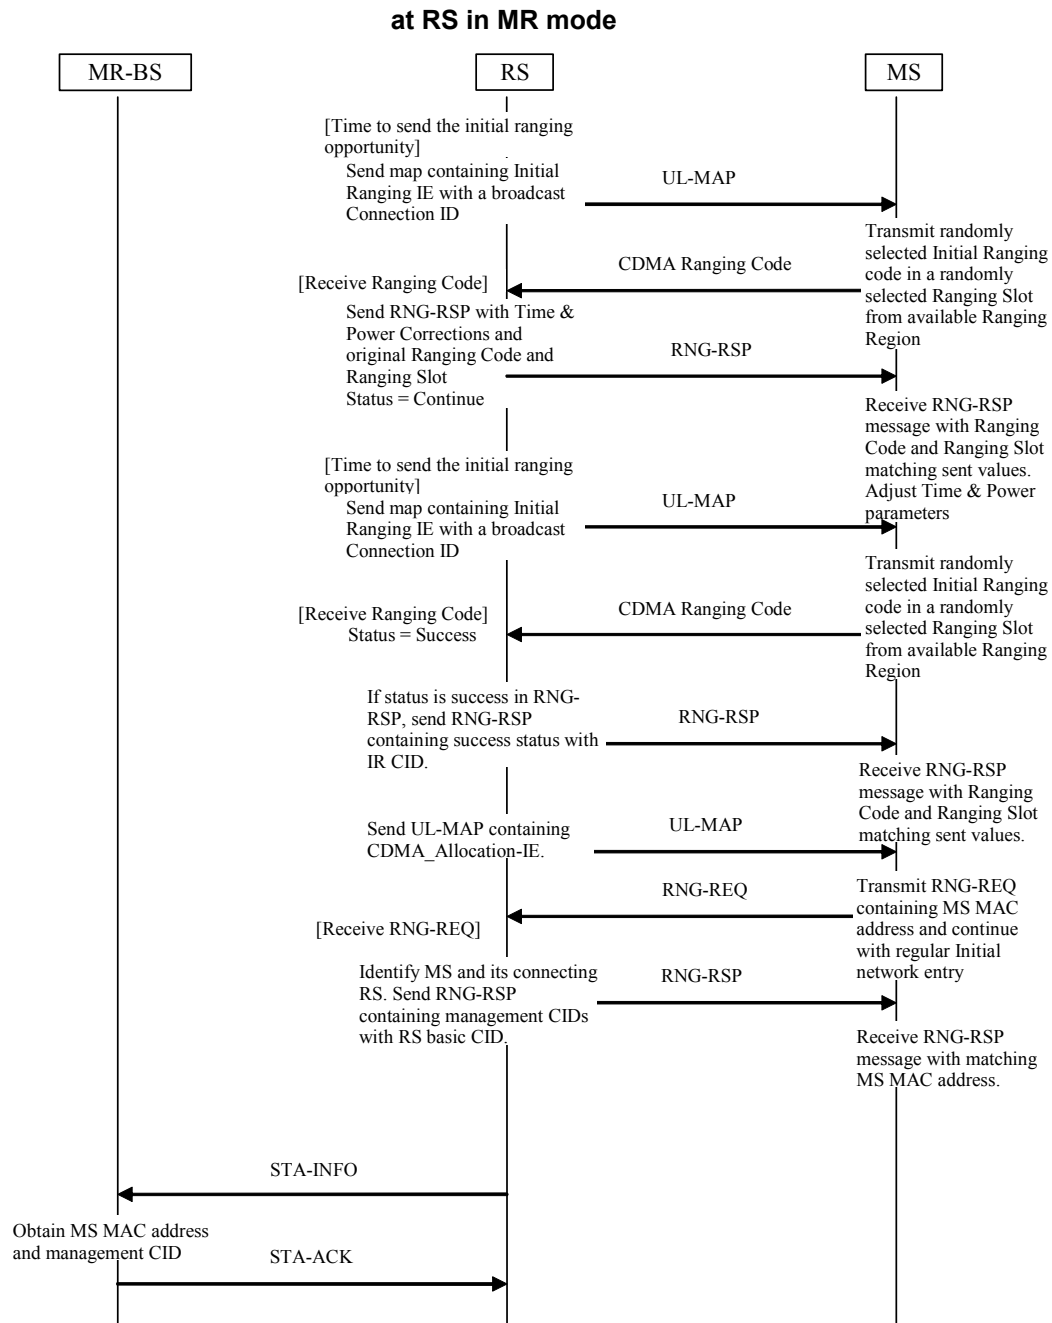 at RS in MR mode
MR-BS
RS
MS
[Time to send the initial ranging
opportunity]
Send map containing Initial
Ranging IE with a broadcast
Connection ID
UL-MAP
Transmit randomly
selected Initial Ranging
code in a randomly
selected Ranging Slot
from available Ranging
Region
CDMA Ranging Code
[Receive Ranging Code]
Send RNG-RSP with Time &
Power Corrections and
original Ranging Code and
Ranging Slot
Status = Continue
RNG-RSP
Receive RNG-RSP
message with Ranging
Code and Ranging Slot
matching sent values.
Adjust Time & Power
parameters
[Time to send the initial ranging
opportunity]
Send map containing Initial
Ranging IE with a broadcast
Connection ID
UL-MAP
Transmit randomly
selected Initial Ranging
code in a randomly
selected Ranging Slot
from available Ranging
Region
CDMA Ranging Code
[Receive Ranging Code]
Status = Success
If status is success in RNG-
RSP, send RNG-RSP
containing success status with
IR CID.
RNG-RSP
Receive RNG-RSP
message with Ranging
Code and Ranging Slot
matching sent values.
Send UL-MAP containing
CDMA_Allocation-IE.
UL-MAP
RNG-REQ
Transmit RNG-REQ
containing MS MAC
address and continue
with regular Initial
network entry
[Receive RNG-REQ]
Identify MS and its connecting
RS. Send RNG-RSP
containing management CIDs
with RS basic CID.
RNG-RSP
Receive RNG-RSP
message with matching
MS MAC address.
STA-INFO
Obtain MS MAC address
and management CID
STA-ACK